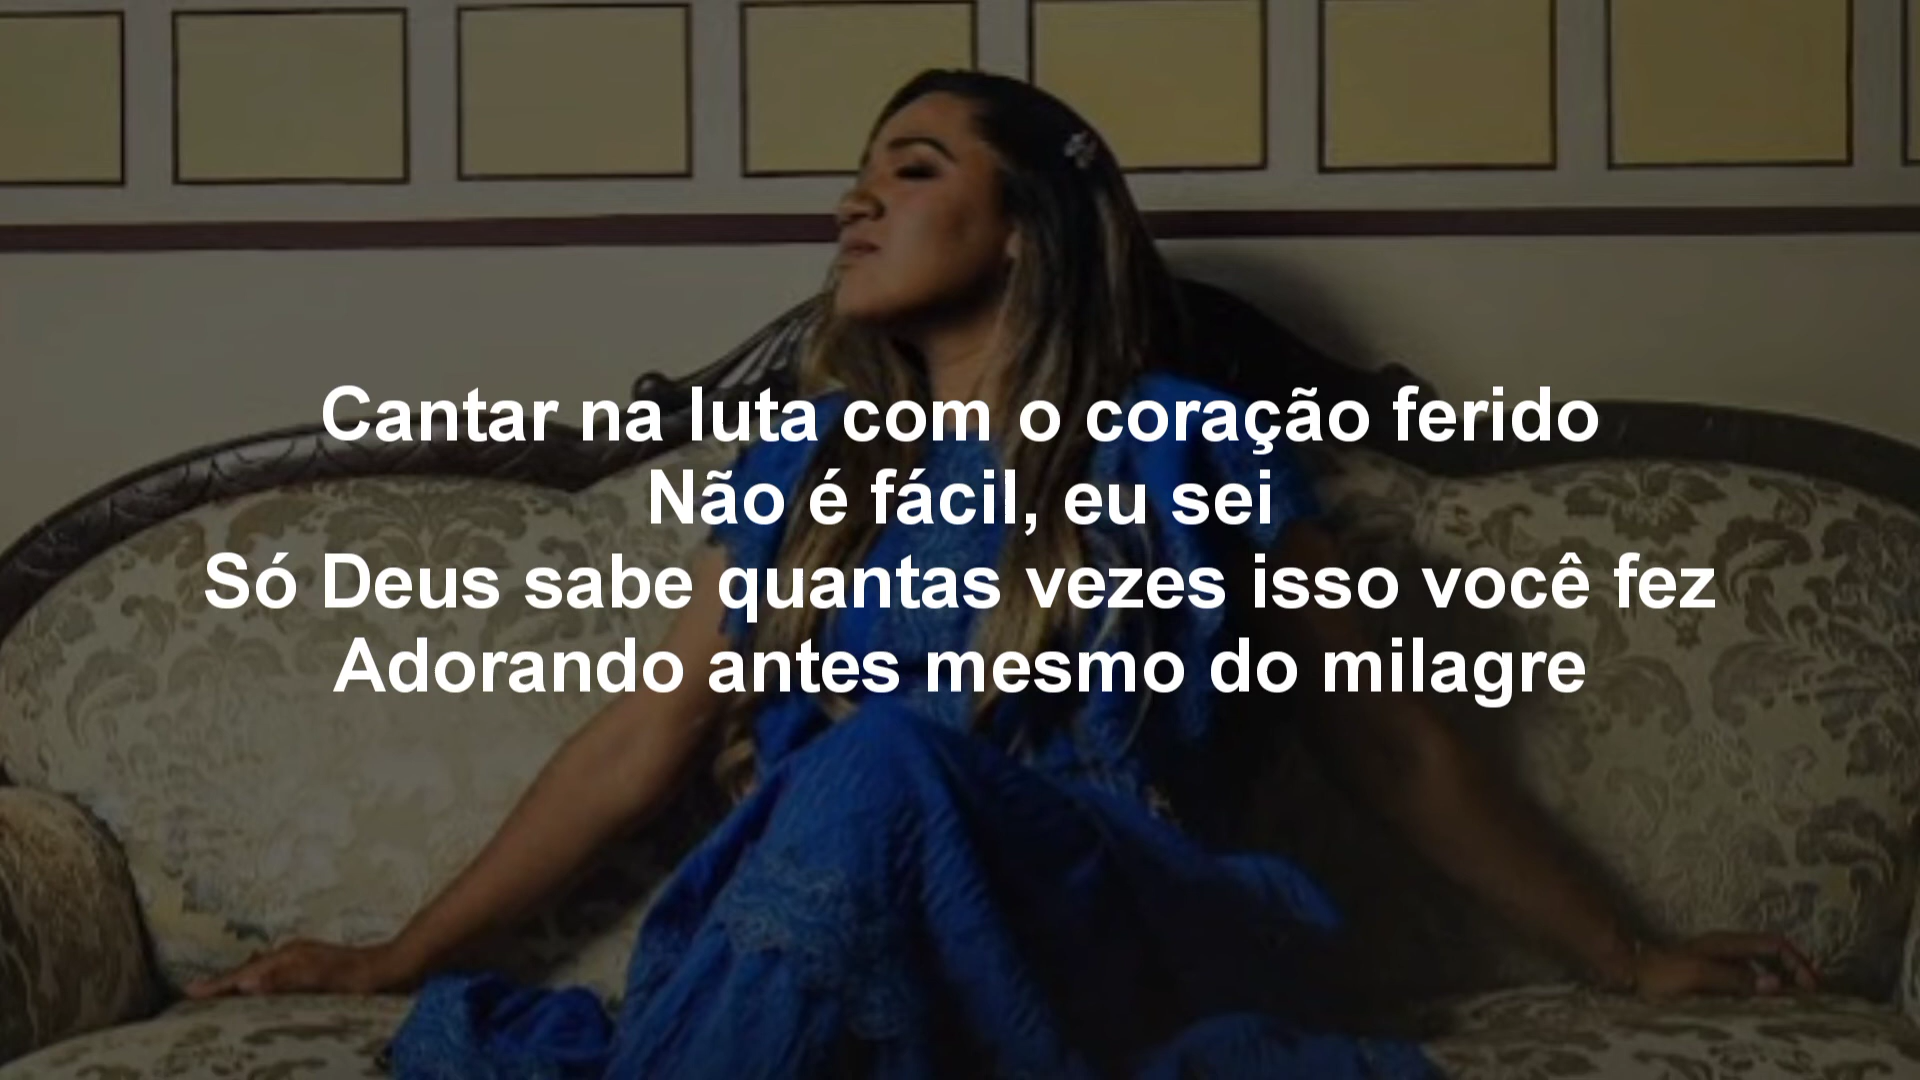 Cantar na luta com o coração ferido
Não é fácil, eu sei
Só Deus sabe quantas vezes isso você fez
Adorando antes mesmo do milagre